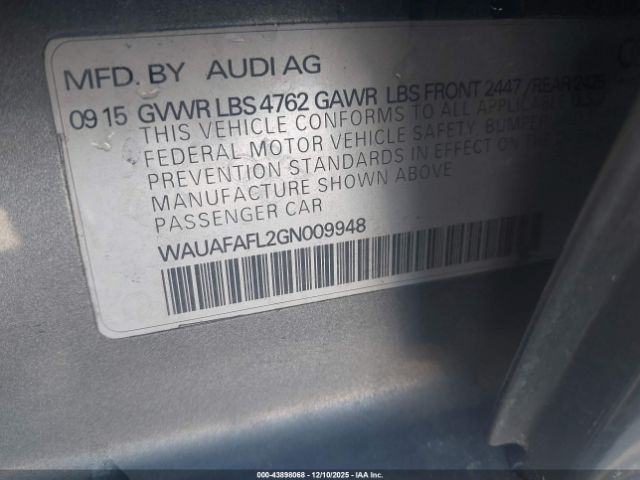 MFD. BY AUDI AG
09 15 GVWR LBS 4762 GAWR LBS FRONT 2447 / REAR 2425
THIS VEHICLE CONFORMS TO ALL APPLICABLE U.S.
FEDERAL MOTOR VEHICLE SAFETY, BUMPER,
PREVENTION STANDARDS IN EFFECT ON THE
MANUFACTURE SHOWN ABOVE
PASSENGER CAR
WAUAFAFL2GN009948
000-43898068 - 12/10/2025 - IAA Inc.